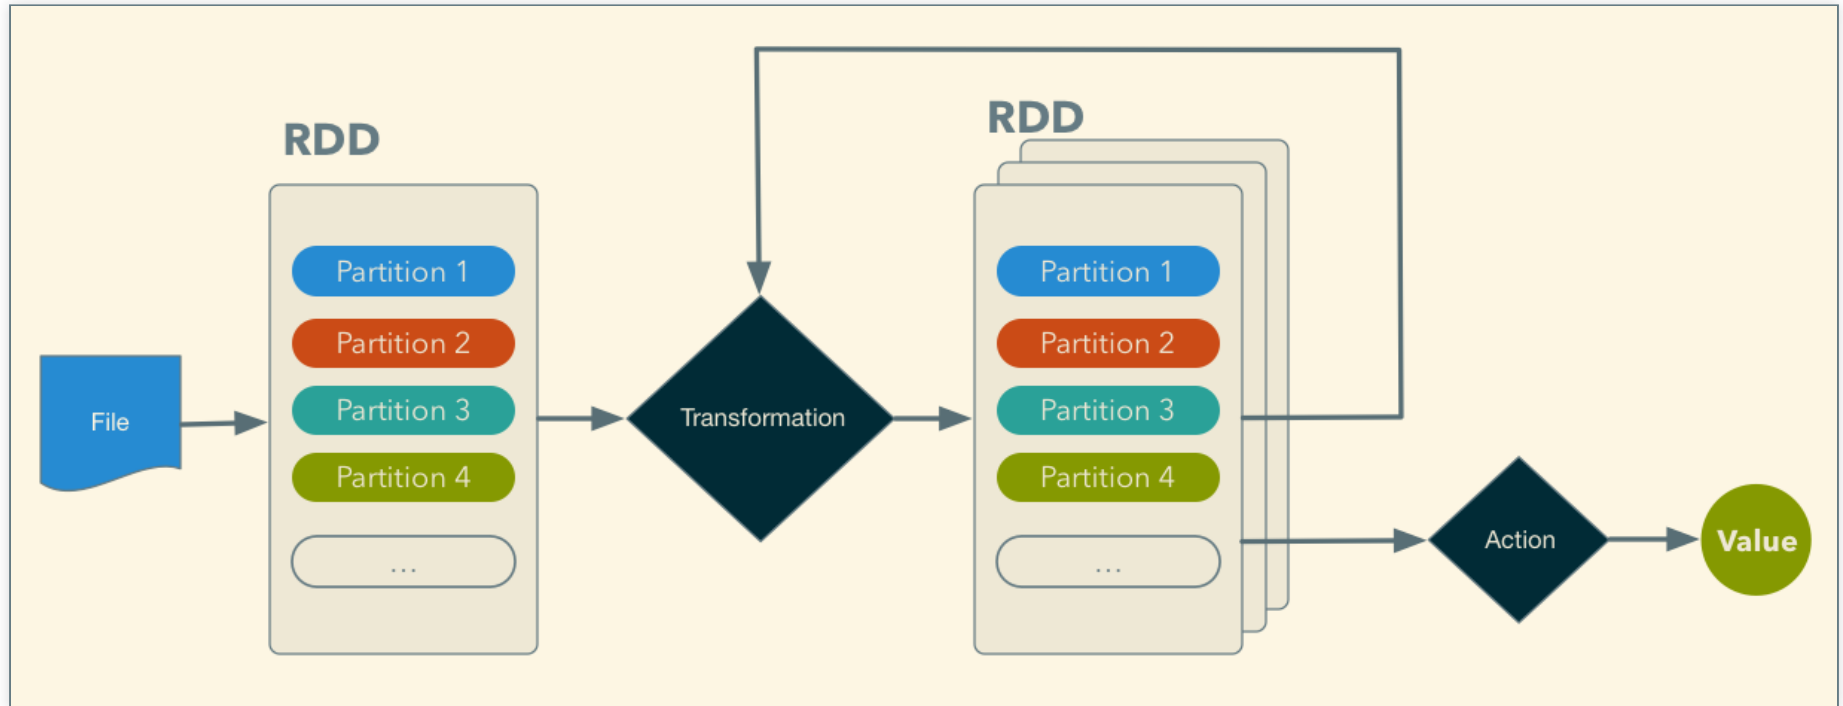 RDD
Partition 1
Partition 2
Partition 3
Partition 4
...
File
Transformation
RDD
Partition 1
Partition 2
Partition 3
Partition 4
...
Action
Value